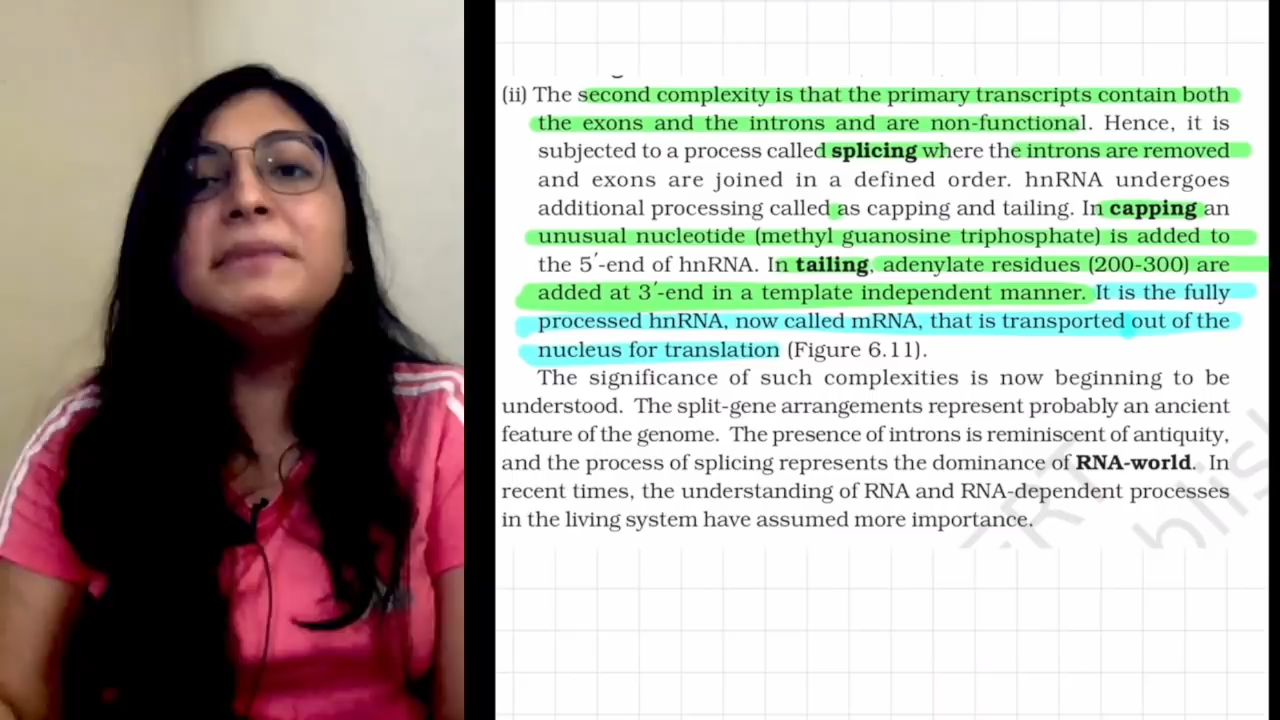 (ii) The second complexity is that the primary transcripts contain both
the exons and the introns and are non-functional. Hence, it is
subjected to a process called splicing where the introns are removed
and exons are joined in a defined order. hnRNA undergoes
additional processing called as capping and tailing. In capping an
unusual nucleotide (methyl guanosine triphosphate) is added to
the 5′-end of hnRNA. In tailing, adenylate residues (200-300) are
added at 3′-end in a template independent manner. It is the fully
processed hnRNA, now called mRNA, that is transported out of the
nucleus for translation (Figure 6.11).
The significance of such complexities is now beginning to be
understood. The split-gene arrangements represent probably an ancient
feature of the genome. The presence of introns is reminiscent of antiquity,
and the process of splicing represents the dominance of RNA-world. In
recent times, the understanding of RNA and RNA-dependent processes
in the living system have assumed more importance.